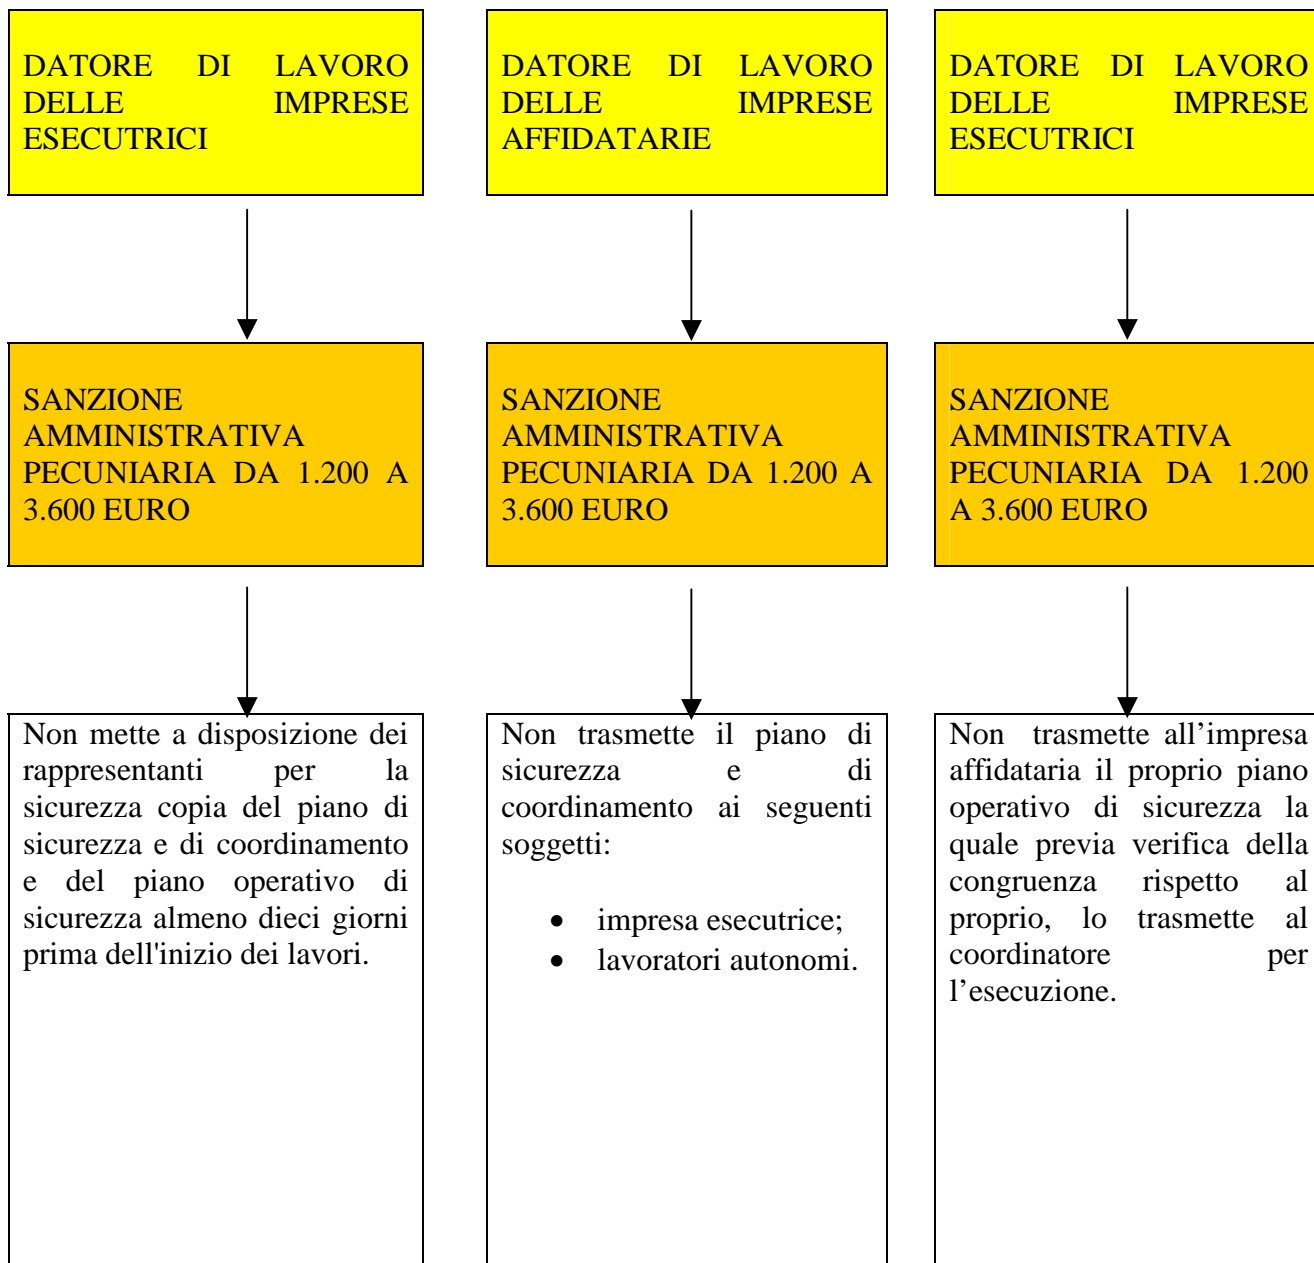 DATORE DI LAVORO
DELLE IMPRESE
ESECUTRICI
DATORE DI LAVORO
DELLE IMPRESE
AFFIDATARIE
DATORE DI LAVORO
DELLE IMPRESE
ESECUTRICI
SANZIONE
AMMINISTRATIVA
PECUNIARIA DA 1.200 A
3.600 EURO
SANZIONE
AMMINISTRATIVA
PECUNIARIA DA 1.200 A
3.600 EURO
SANZIONE
AMMINISTRATIVA
PECUNIARIA DA 1.200
A 3.600 EURO
Non mette a disposizione dei
rappresentanti per la
sicurezza copia del piano di
sicurezza e di coordinamento
e del piano operativo di
sicurezza almeno dieci giorni
prima dell'inizio dei lavori.
Non trasmette il piano di
sicurezza e di
coordinamento ai seguenti
soggetti:
• impresa esecutrice;
• lavoratori autonomi.
Non trasmette all’impresa
affidataria il proprio piano
operativo di sicurezza la
quale previa verifica della
congruenza rispetto al
proprio, lo trasmette al
coordinatore per
l’esecuzione.